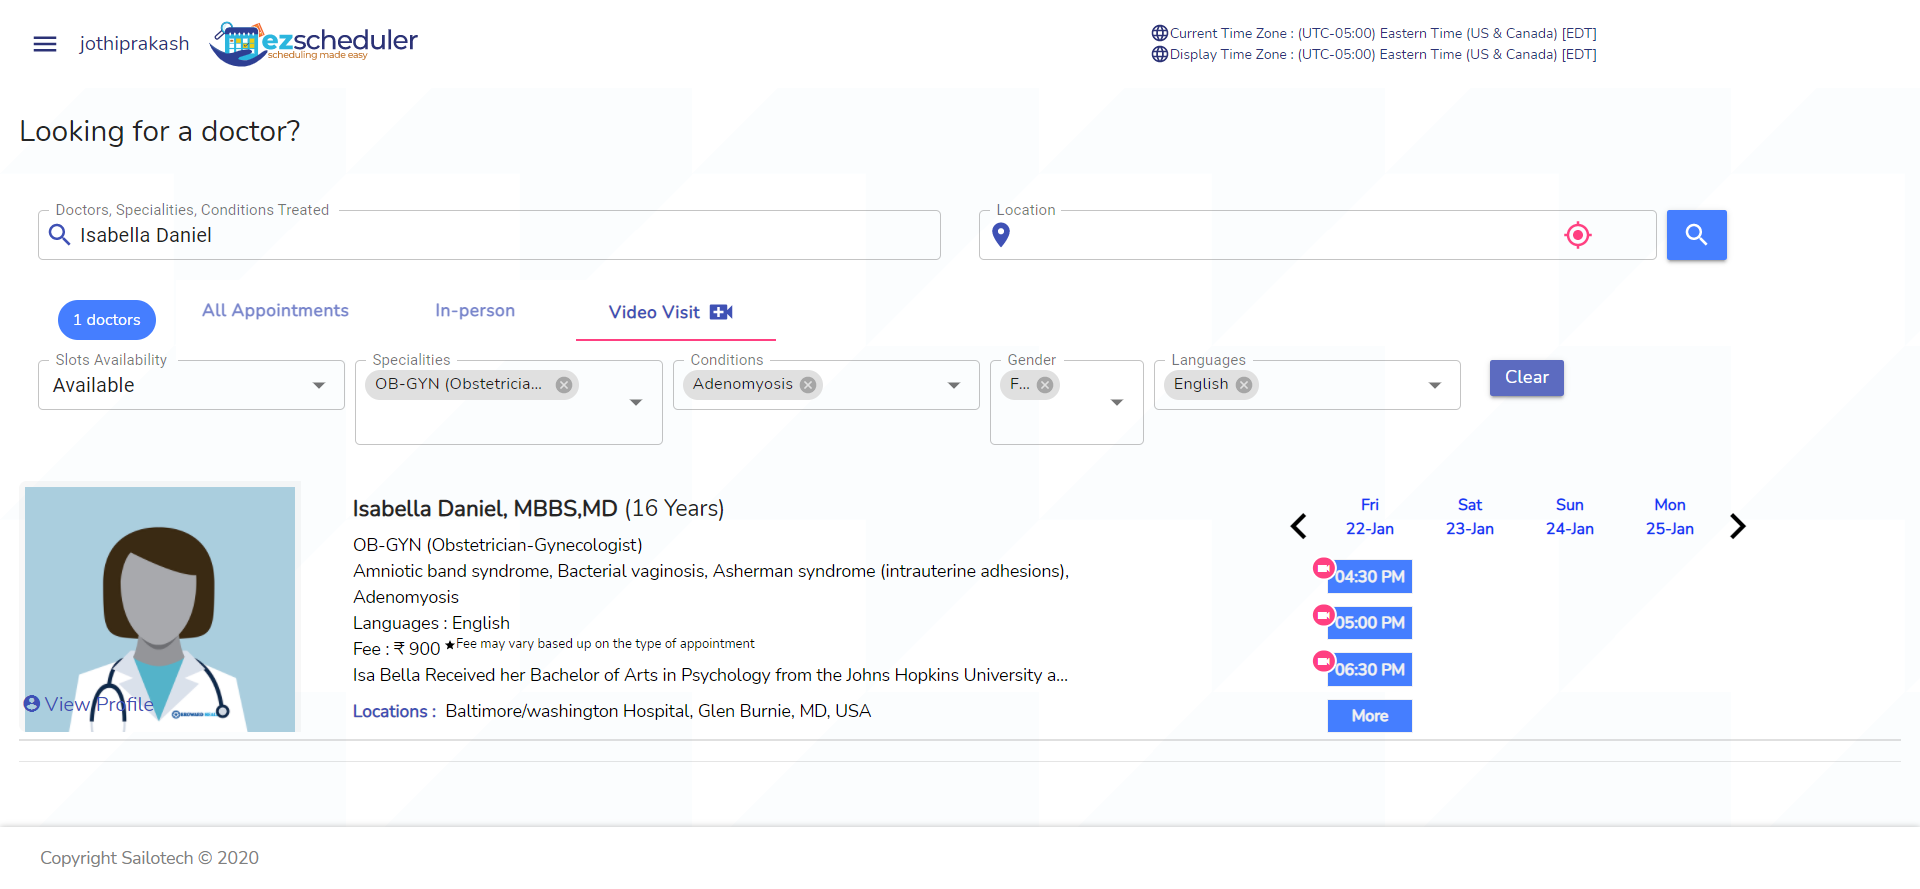 jothiprakash
ezscheduler
scheduling made easy
Current Time Zone : (UTC-05:00) Eastern Time (US & Canada) [EDT]
Display Time Zone : (UTC-05:00) Eastern Time (US & Canada) [EDT]
Looking for a doctor?
Doctors, Specialities, Conditions Treated
Isabella Daniel
Location
1 doctors
All Appointments
In-person
Video Visit
Slots Availability
Available
Specialities
OB-GYN (Obstetricia...
Conditions
Adenomyosis
Gender
F...
Languages
English
Clear
Isabella Daniel, MBBS,MD (16 Years)
OB-GYN (Obstetrician-Gynecologist)
Amniotic band syndrome, Bacterial vaginosis, Asherman syndrome (intrauterine adhesions),
Adenomyosis
Languages : English
Fee : ₹ 900 ★Fee may vary based up on the type of appointment
Isa Bella Received her Bachelor of Arts in Psychology from the Johns Hopkins University a...
View Profile
Locations : Baltimore/washington Hospital, Glen Burnie, MD, USA
Fri
22-Jan
Sat
23-Jan
Sun
24-Jan
Mon
25-Jan
04:30 PM
05:00 PM
06:30 PM
More
Copyright Sailotech © 2020